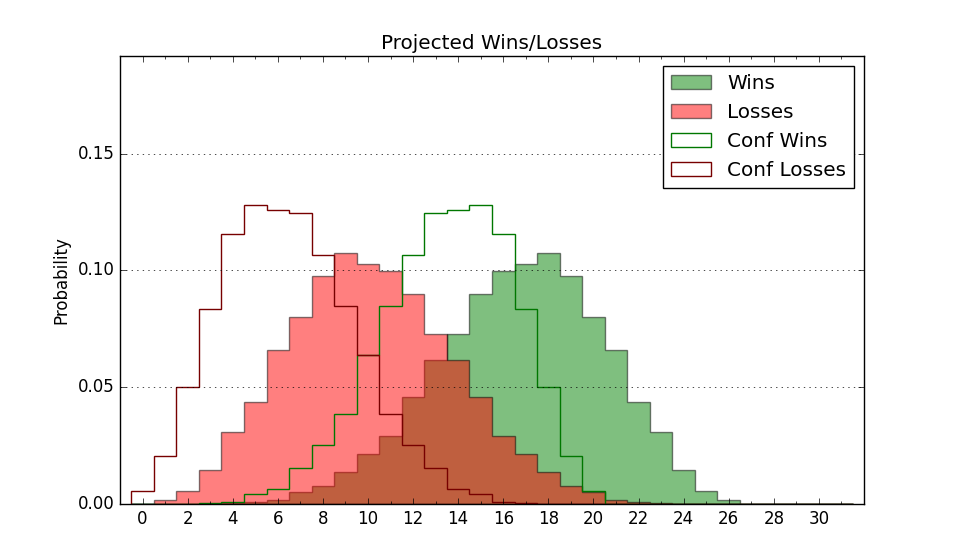 Projected Wins/Losses
Wins
Losses
Conf Wins
Conf Losses
Probability
0.15
0.10
0.05
0.00
0 2 4 6 8 10 12 14 16 18 20 22 24 26 28 30